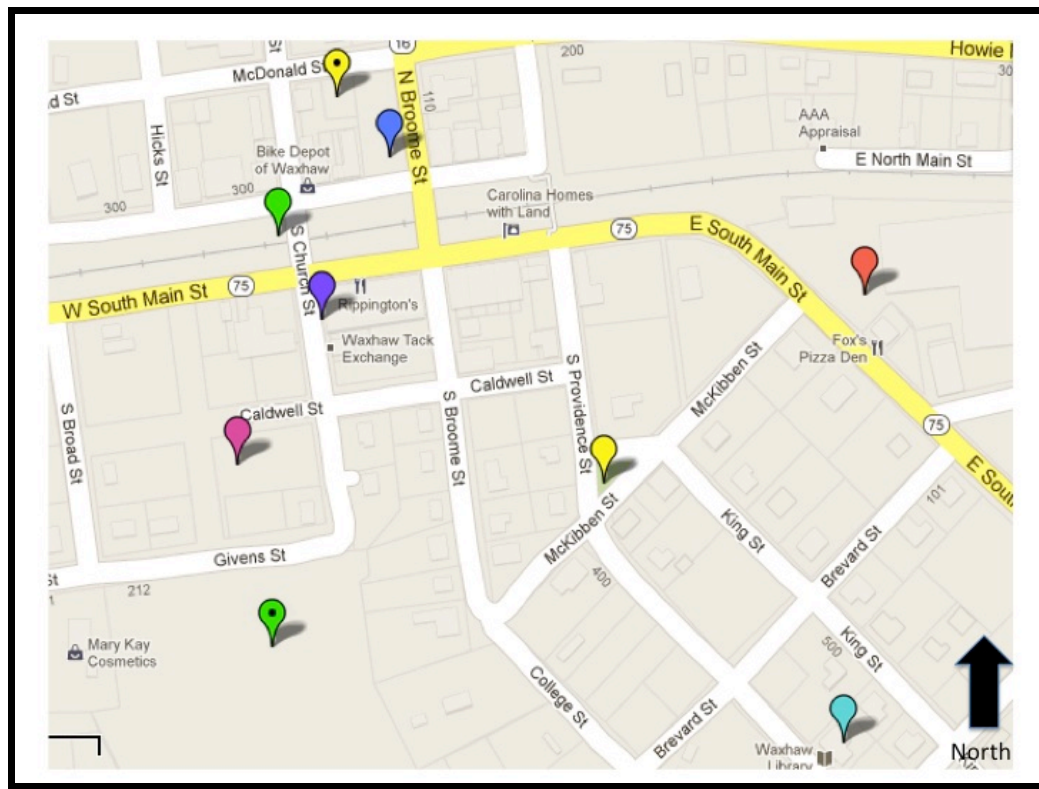 St
16
200
Howie
McDonald St
30
d St
N Broome St
110
Hicks St
AAA
Appraisal
Bike Depot
of Waxhaw
E North Main St
300
300
Carolina Homes
with Land
S Church St
75
E South Main St
W South Main St
75
Rippington's
Waxhaw Tack
Exchange
Fox's
Pizza Den
McKibben St
Caldwell St
S Providence St
Caldwell St
S Broad St
S Broome St
75
E Sou
101
McKibben St
King St
Brevard St
Givens St
St
212
400
Mary Kay
Cosmetics
500
King St
College St
Brevard St
Waxhaw
Library
North